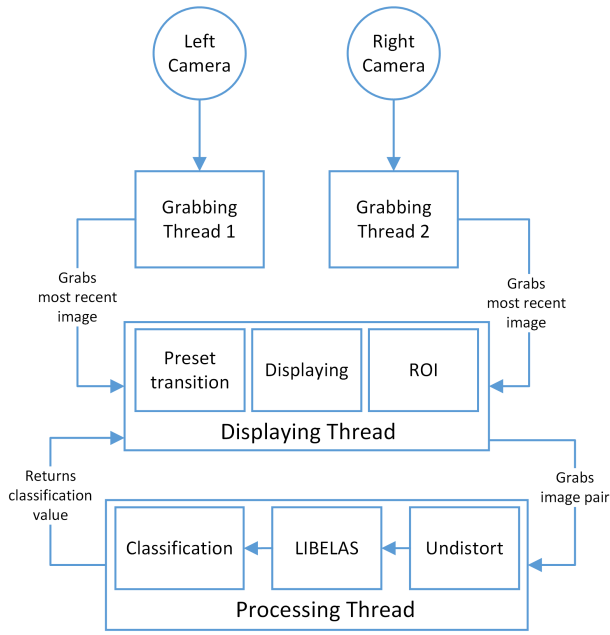 Left
Camera
Right
Camera
Grabbing
Thread 1
Grabbing
Thread 2
Grabs
most recent
image
Grabs
most recent
image
Preset
transition
Displaying
ROI
Displaying Thread
Returns
classification
value
Grabs
image pair
Classification
LIBELAS
Undistort
Processing Thread